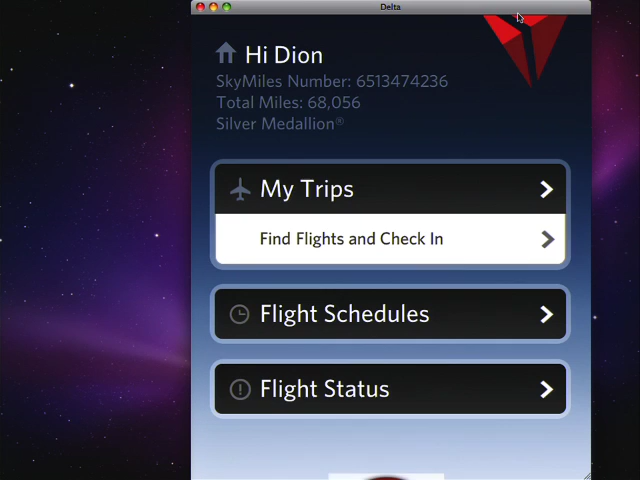 Delta
Hi Dion
SkyMiles Number: 6513474236
Total Miles: 68,056
Silver Medallion®
My Trips
Find Flights and Check In
Flight Schedules
Flight Status